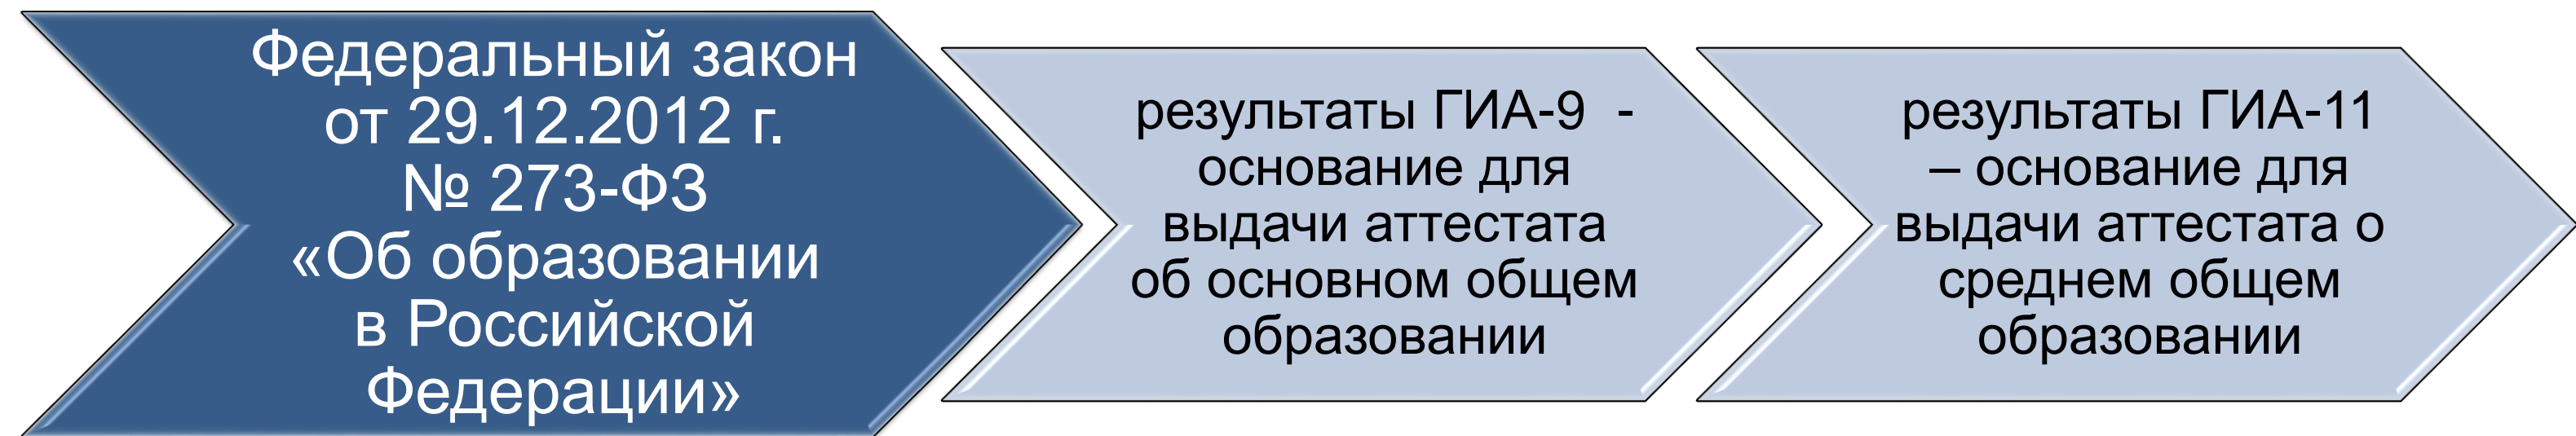 Федеральный закон
от 29.12.2012 г.
№ 273-ФЗ
«Об образовании
в Российской
Федерации»
результаты ГИА-9 -
основание для
выдачи аттестата
об основном общем
образовании
результаты ГИА-11
– основание для
выдачи аттестата о
среднем общем
образовании